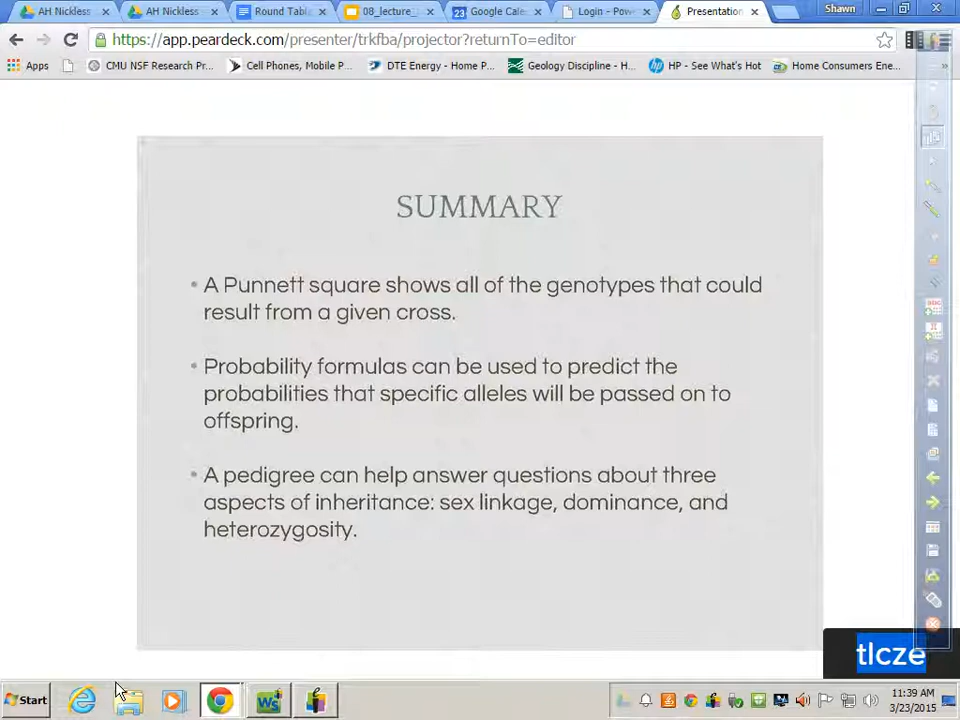 AH Nickless
AH Nickless
Round Tabl
08_lecture_
Google Cale
Login - Pow
Presentation
Shawn
https://app.peardeck.com/presenter/trkfba/projector?returnTo=editor
Apps
CMU NSF Research Pr...
Cell Phones, Mobile P...
DTE Energy - Home P...
Geology Discipline - H...
HP - See What's Hot
Home Consumers Ene...
»
SUMMARY
• A Punnett square shows all of the genotypes that could
result from a given cross.
• Probability formulas can be used to predict the
probabilities that specific alleles will be passed on to
offspring.
• A pedigree can help answer questions about three
aspects of inheritance: sex linkage, dominance, and
heterozygosity.
tlcze
Start
11:39 AM
3/23/2015